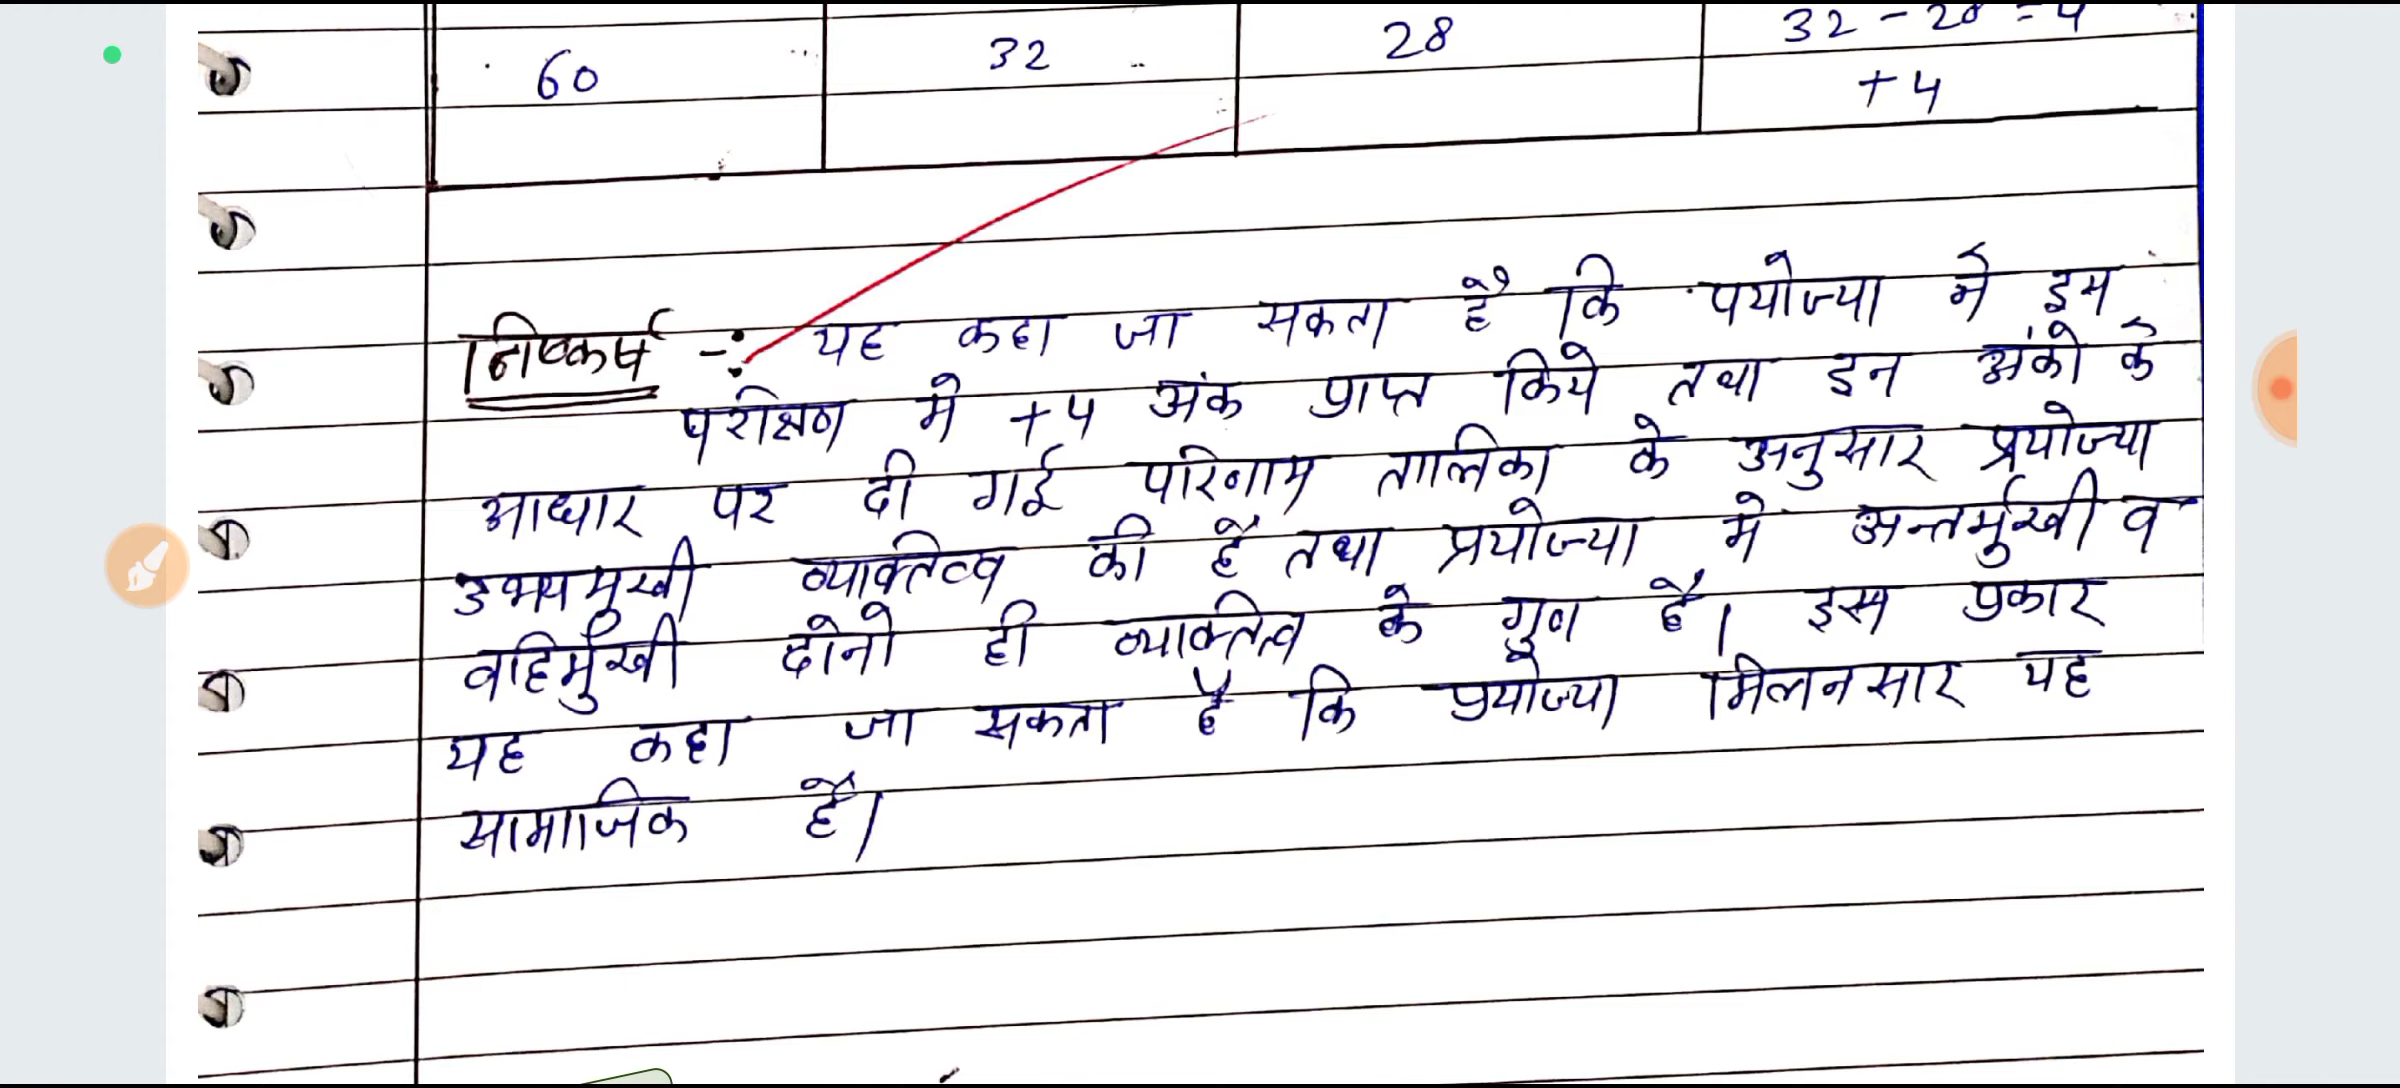 60 32 28 32 - 28 = 4
+4
निष्कर्ष -: यह कहा जा सकता है कि पयोज्या ने इस
परीक्षण मे +4 अंक प्राप्त किये तथा इन अंको के
आधार पर दी गई परिणाम तालिका के अनुसार प्रयोज्या
उभयमुखी व्यक्तित्व की है तथा प्रयोज्या मे अन्तर्मुखी व
वहिर्मुखी दोनो ही व्यक्तित्व के गुण है। इस प्रकार
यह कहा जा सकता है कि प्रयोज्या मिलनसार यह
सामाजिक है।